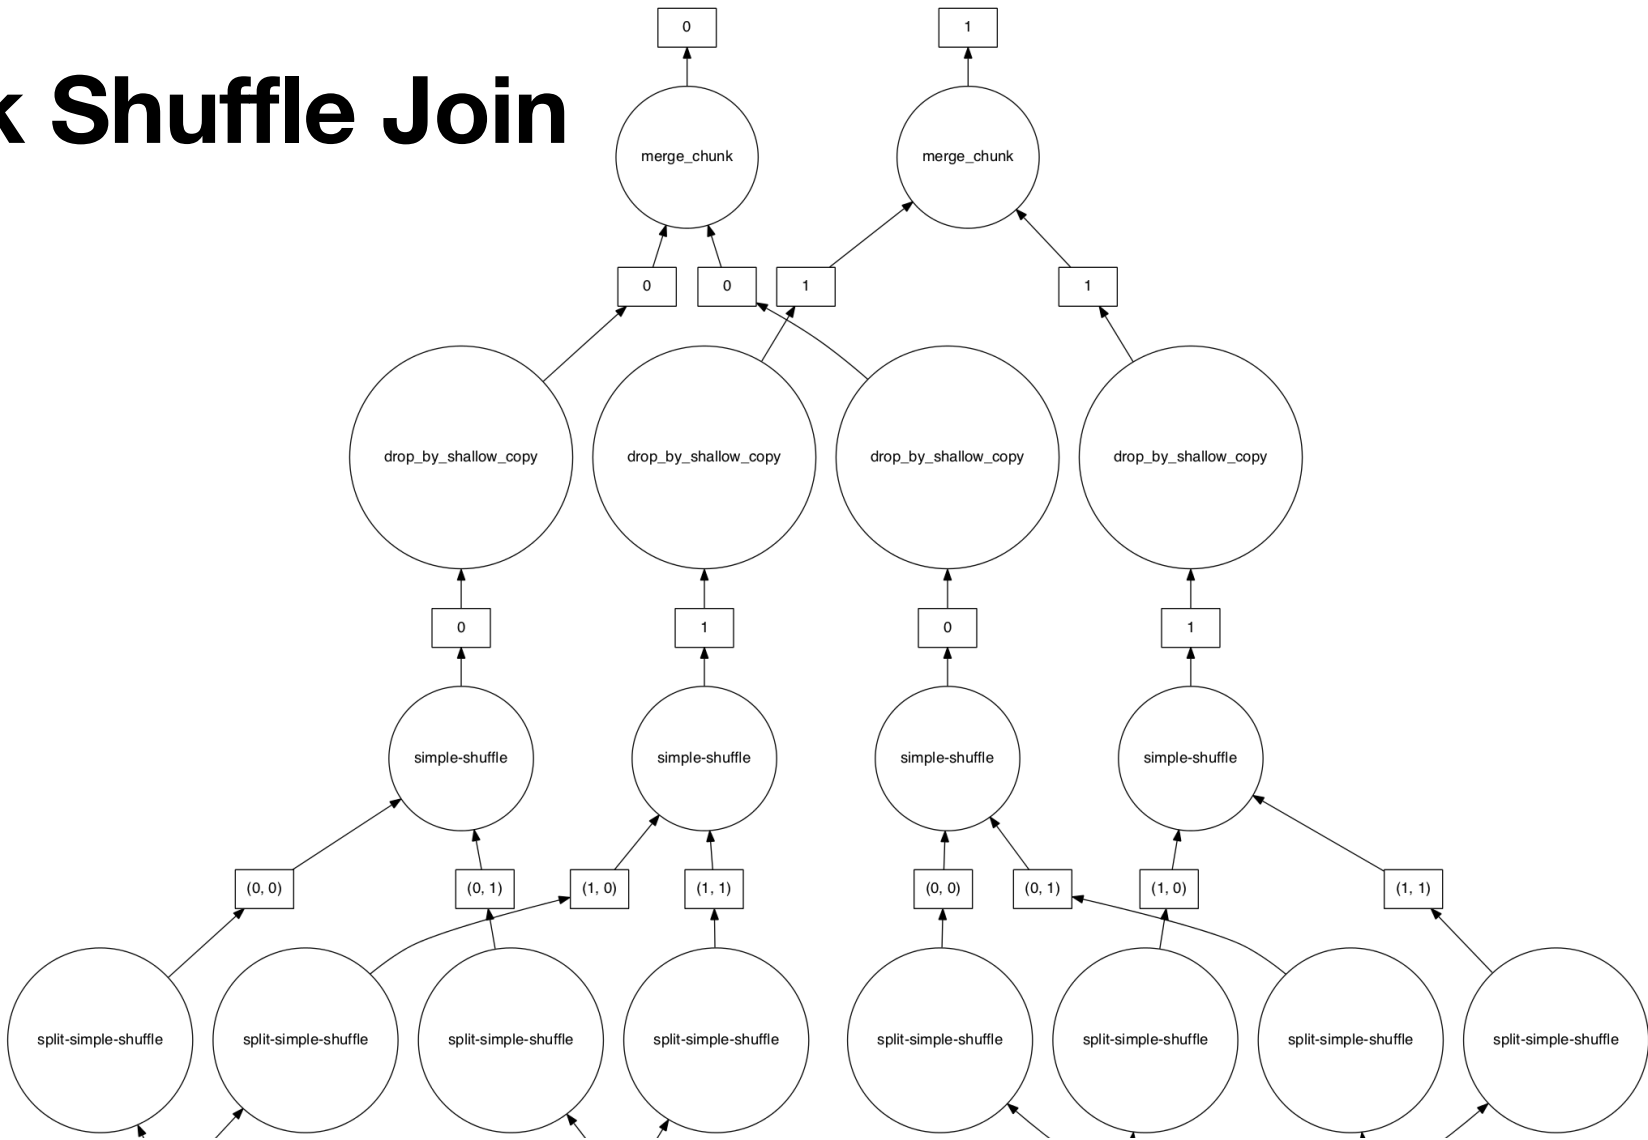 0
1
k Shuffle Join
merge_chunk
merge_chunk
0
0
1
1
drop_by_shallow_copy
drop_by_shallow_copy
drop_by_shallow_copy
drop_by_shallow_copy
0
1
0
1
simple-shuffle
simple-shuffle
simple-shuffle
simple-shuffle
(0, 0)
(0, 1)
(1, 0)
(1, 1)
(0, 0)
(0, 1)
(1, 0)
(1, 1)
split-simple-shuffle
split-simple-shuffle
split-simple-shuffle
split-simple-shuffle
split-simple-shuffle
split-simple-shuffle
split-simple-shuffle
split-simple-shuffle